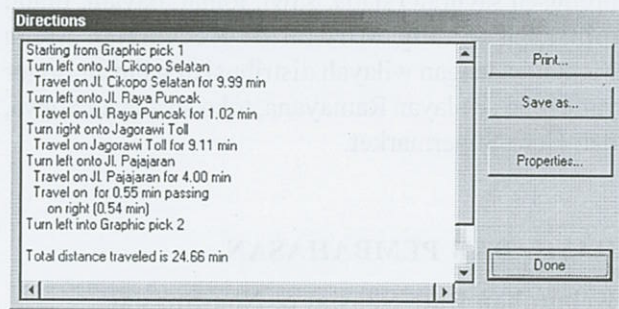 Directions
Starting from Graphic pick 1
Turn left onto Jl. Cikopo Selatan
Travel on Jl. Cikopo Selatan for 9.99 min
Turn left onto Jl. Raya Puncak
Travel on Jl. Raya Puncak for 1.02 min
Turn right onto Jagorawi Toll
Travel on Jagorawi Toll for 9.11 min
Turn left onto Jl. Pajajaran
Travel on Jl. Pajajaran for 4.00 min
Travel on for 0.55 min passing
on right (0.54 min)
Turn left into Graphic pick 2
Total distance traveled is 24.66 min
Print...
Save as...
Properties...
Done